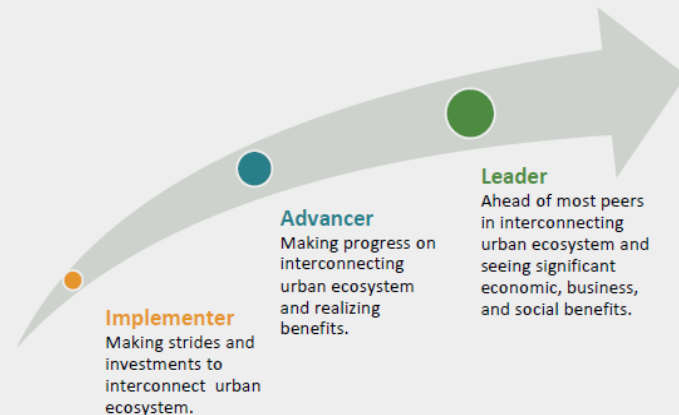 Leader
Ahead of most peers
in interconnecting
urban ecosystem and
seeing significant
economic, business,
and social benefits.
Advancer
Making progress on
interconnecting
urban ecosystem
and realizing
benefits.
Implementer
Making strides and
investments to
interconnect urban
ecosystem.